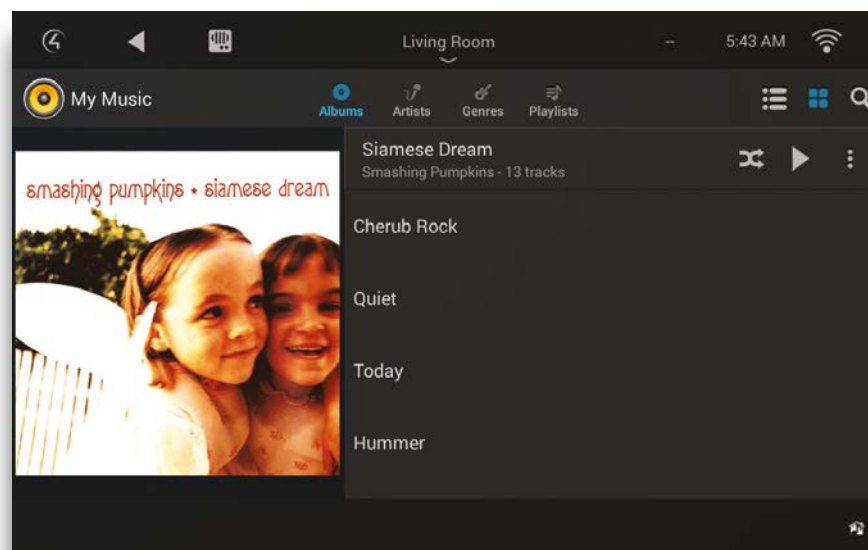 Living Room
--
5:43 AM
My Music
Albums
Artists
Genres
Playlists
smashing pumpkins * siamese dream
Siamese Dream
Smashing Pumpkins - 13 tracks
Cherub Rock
Quiet
Today
Hummer